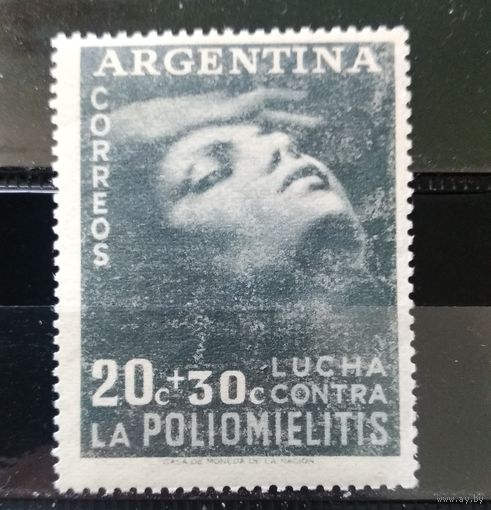 ARGENTINA
CORREOS
20c+30c LUCHA CONTRA
LA POLIOMIELITIS
CASA DE MONEDA DE LA NACION
www.ay.by